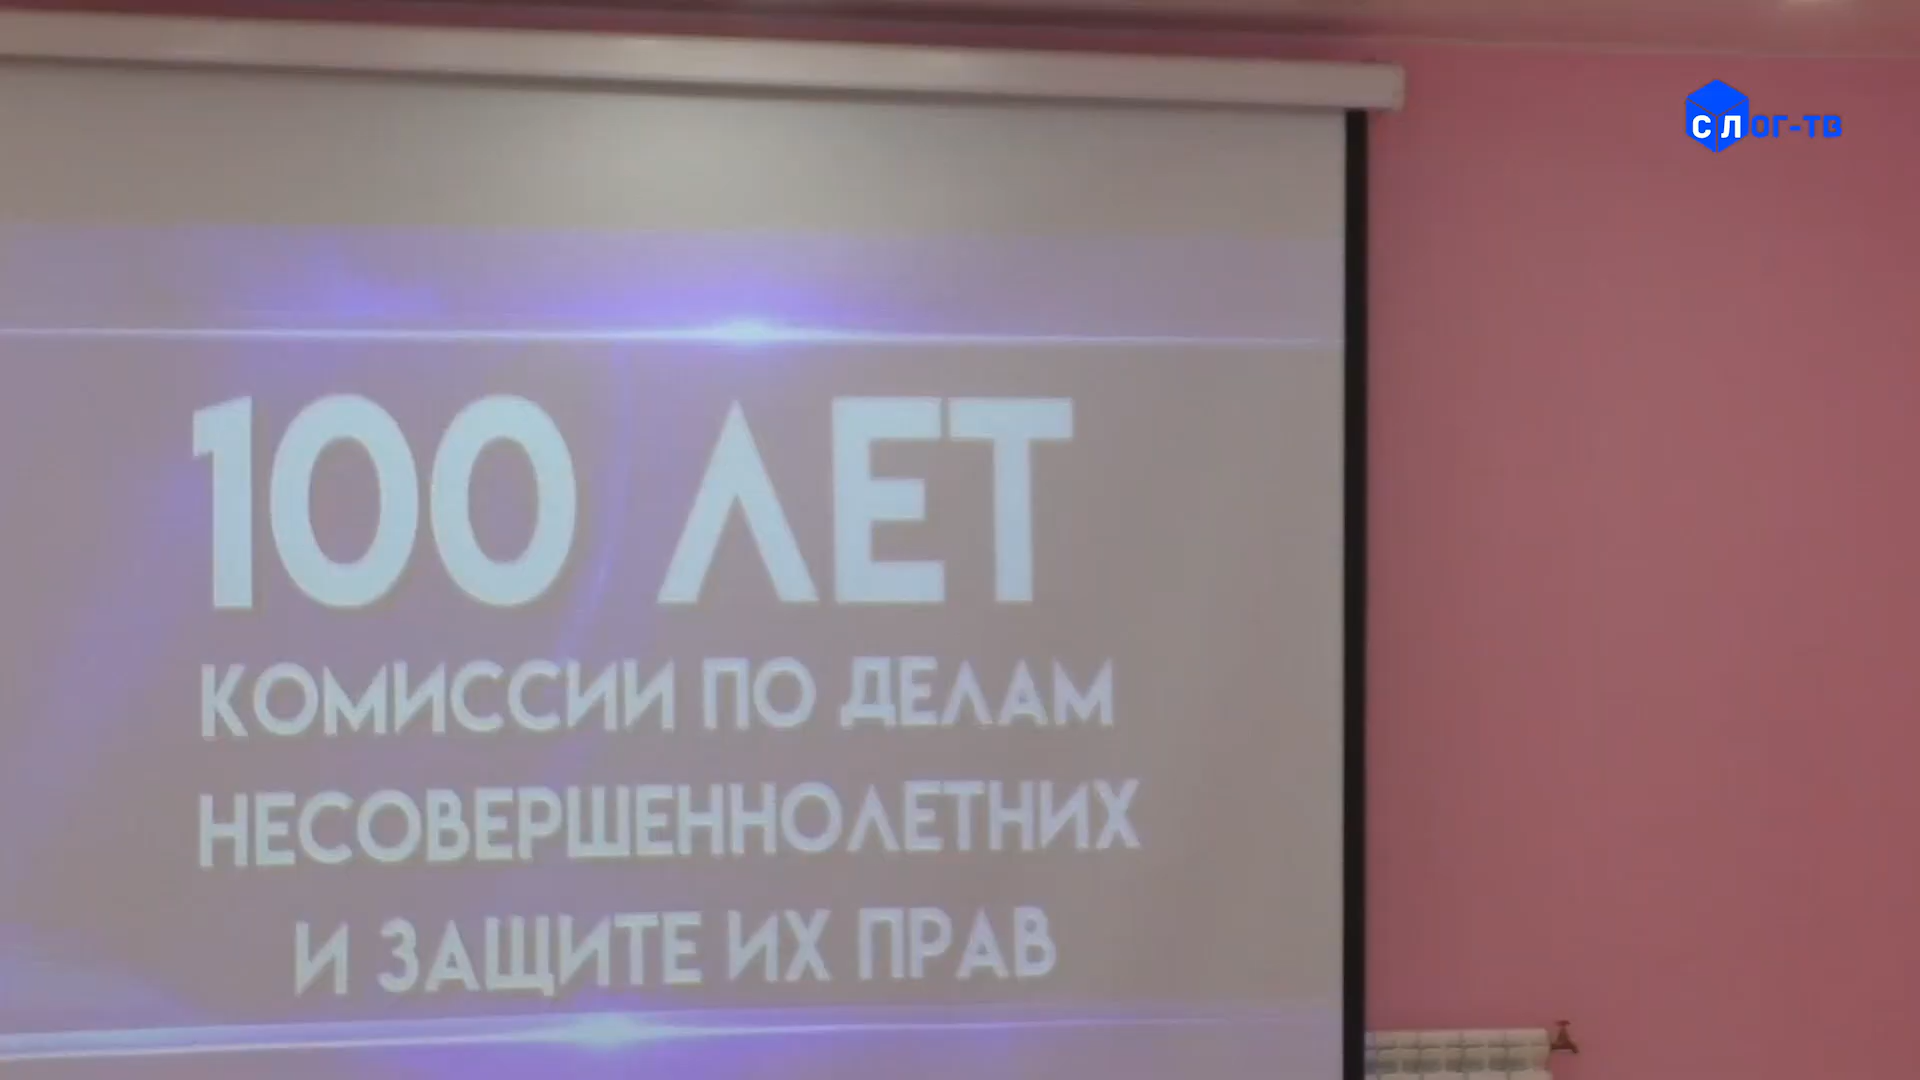 СЛОГ-ТВ
100 ЛЕТ
КОМИССИИ ПО ДЕЛАМ
НЕСОВЕРШЕННОЛЕТНИХ
И ЗАЩИТЕ ИХ ПРАВ